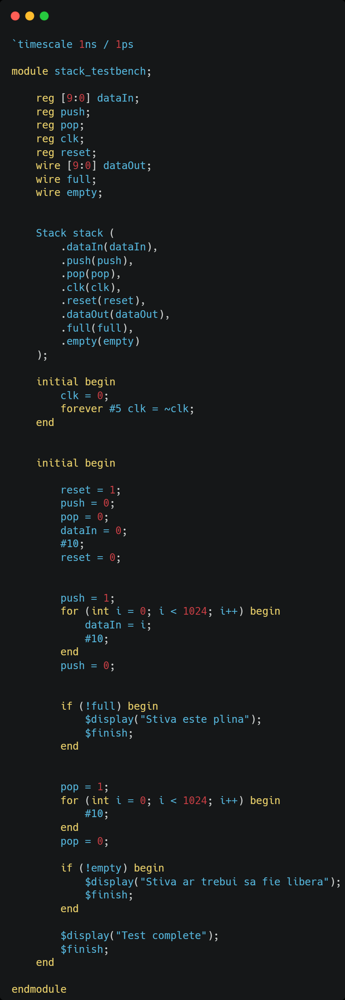 `timescale 1ns / 1ps

module stack_testbench;

    reg [9:0] dataIn;
    reg push;
    reg pop;
    reg clk;
    reg reset;
    wire [9:0] dataOut;
    wire full;
    wire empty;


    Stack stack (
        .dataIn(dataIn),
        .push(push),
        .pop(pop),
        .clk(clk),
        .reset(reset),
        .dataOut(dataOut),
        .full(full),
        .empty(empty)
    );

    initial begin
        clk = 0;
        forever #5 clk = ~clk;
    end


    initial begin

        reset = 1;
        push = 0;
        pop = 0;
        dataIn = 0;
        #10;
        reset = 0;


        push = 1;
        for (int i = 0; i < 1024; i++) begin
            dataIn = i;
            #10;
        end
        push = 0;


        if (!full) begin
            $display("Stiva este plina");
            $finish;
        end


        pop = 1;
        for (int i = 0; i < 1024; i++) begin
            #10;
        end
        pop = 0;

        if (!empty) begin
            $display("Stiva ar trebui sa fie libera");
            $finish;
        end

        $display("Test complete");
        $finish;
    end

endmodule